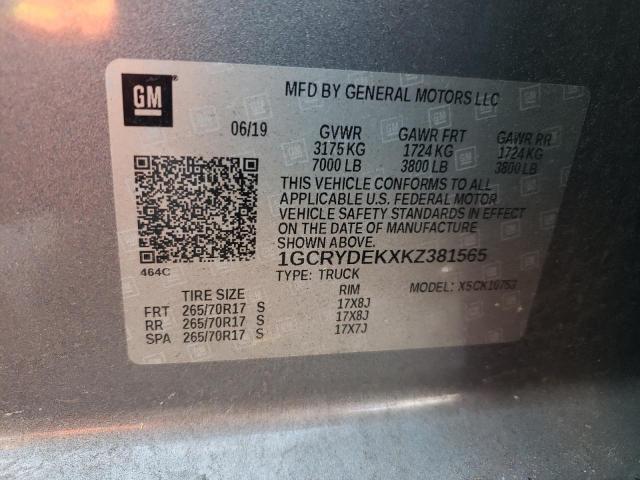 GM
MFD BY GENERAL MOTORS LLC
06/19 GVWR GAWR FRT GAWR RR
3175 KG 1724 KG 1724 KG
7000 LB 3800 LB 3800 LB
THIS VEHICLE CONFORMS TO ALL
APPLICABLE U.S. FEDERAL MOTOR
VEHICLE SAFETY STANDARDS IN EFFECT
ON THE DATE OF MANUFACTURE
SHOWN ABOVE.
464C
1GCRYDEKXKZ381565
TYPE: TRUCK MODEL: X5CK10753
TIRE SIZE RIM
FRT 265/70R17 S 17X8J
RR 265/70R17 S 17X8J
SPA 265/70R17 S 17X7J